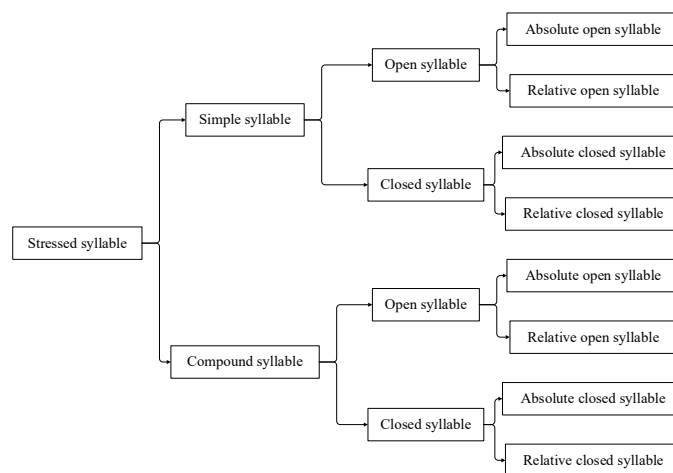 Absolute open syllable
Open syllable
Relative open syllable
Simple syllable
Absolute closed syllable
Closed syllable
Relative closed syllable
Stressed syllable
Absolute open syllable
Open syllable
Relative open syllable
Compound syllable
Absolute closed syllable
Closed syllable
Relative closed syllable